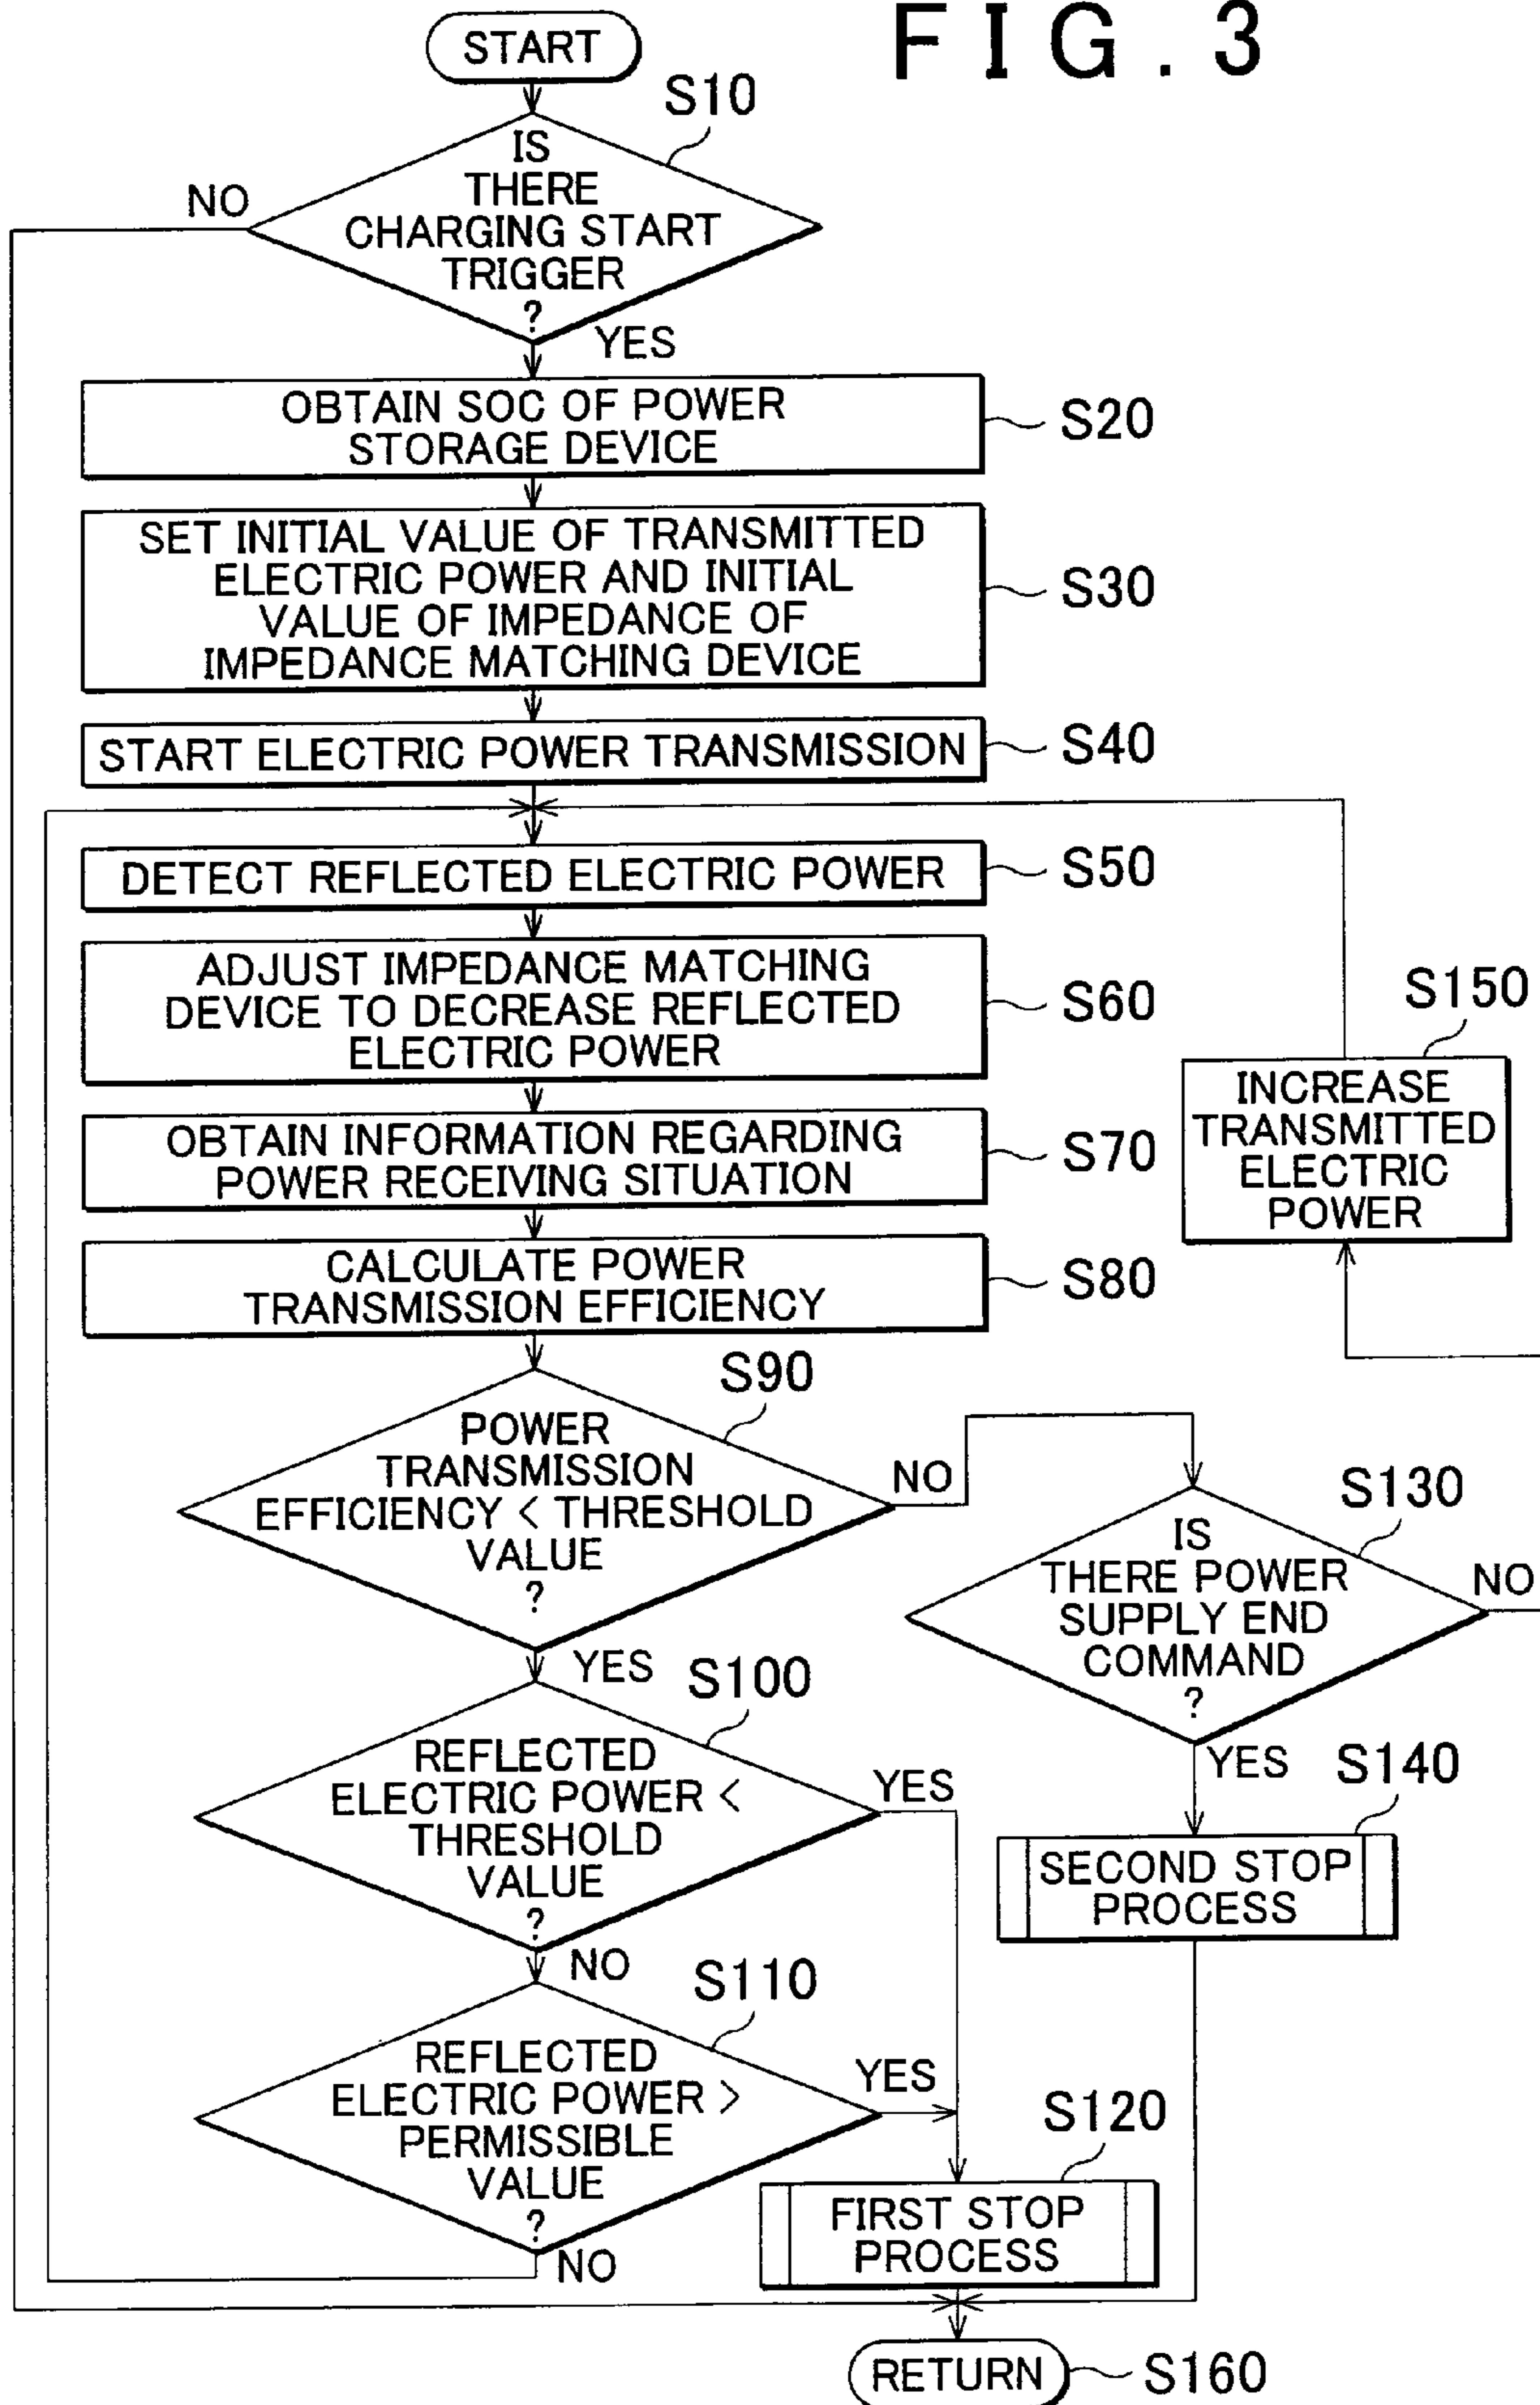 FIG. 3
START
S10
IS
THERE
CHARGING START
TRIGGER
?
NO
YES
OBTAIN SOC OF POWER
STORAGE DEVICE
S20
SET INITIAL VALUE OF TRANSMITTED
ELECTRIC POWER AND INITIAL
VALUE OF IMPEDANCE OF
IMPEDANCE MATCHING DEVICE
S30
START ELECTRIC POWER TRANSMISSION
S40
DETECT REFLECTED ELECTRIC POWER
S50
ADJUST IMPEDANCE MATCHING
DEVICE TO DECREASE REFLECTED
ELECTRIC POWER
S60
S150
INCREASE
TRANSMITTED
ELECTRIC
POWER
OBTAIN INFORMATION REGARDING
POWER RECEIVING SITUATION
S70
CALCULATE POWER
TRANSMISSION EFFICIENCY
S80
S90
POWER
TRANSMISSION
EFFICIENCY < THRESHOLD
VALUE
?
NO
YES
S130
IS
THERE POWER
SUPPLY END
COMMAND
?
NO
YES
S100
REFLECTED
ELECTRIC POWER <
THRESHOLD
VALUE
?
YES
NO
S140
SECOND STOP
PROCESS
S110
REFLECTED
ELECTRIC POWER >
PERMISSIBLE
VALUE
?
YES
NO
S120
FIRST STOP
PROCESS
RETURN
S160